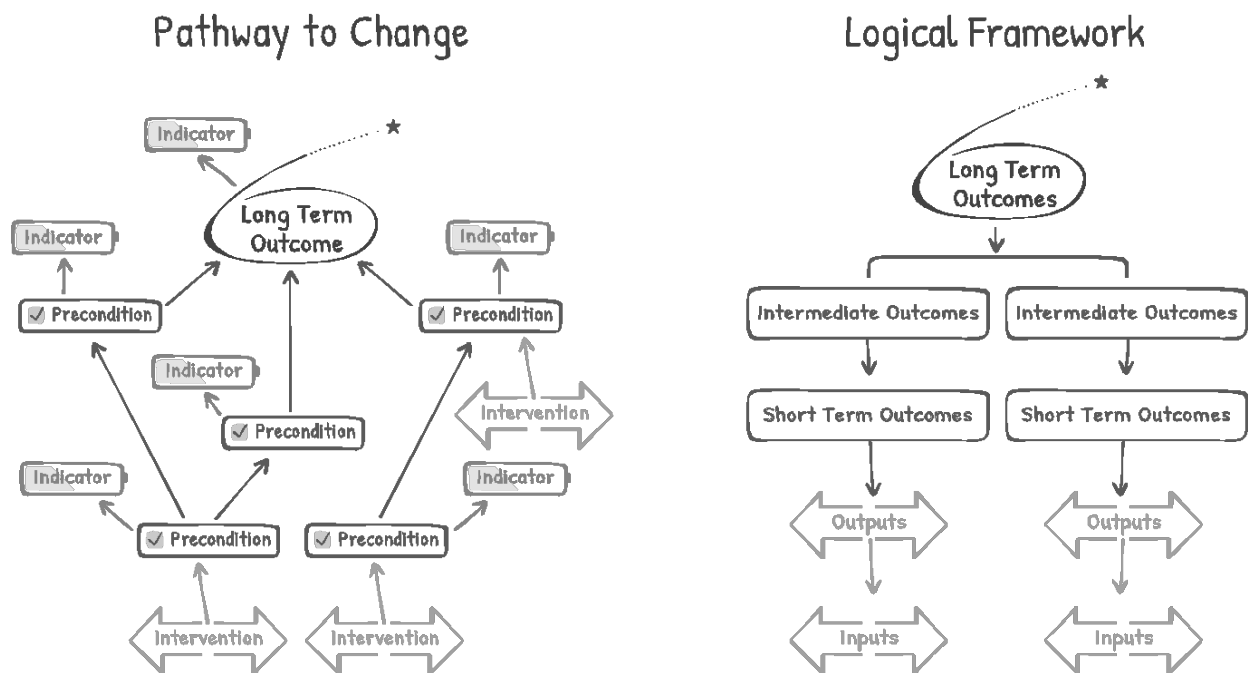 Pathway to Change
Indicator
Long Term
Outcome
Indicator
Indicator
Precondition
Precondition
Indicator
Intervention
Precondition
Indicator
Indicator
Precondition
Precondition
Intervention
Intervention
Logical Framework
Long Term
Outcomes
Intermediate Outcomes
Intermediate Outcomes
Short Term Outcomes
Short Term Outcomes
Outputs
Outputs
Inputs
Inputs